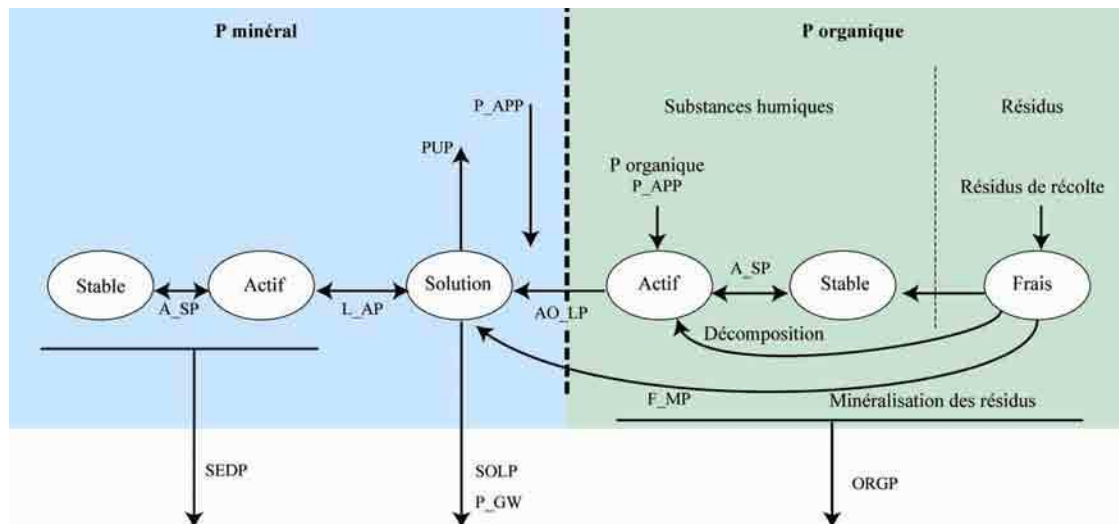 P minéral
P organique
P_APP
Substances humiques
Résidus
PUP
P organique
P_APP
Résidus de récolte
Stable
A_SP
Actif
L_AP
Solution
AO_LP
Actif
A_SP
Stable
Frais
Décomposition
F_MP
Minéralisation des résidus
SEDP
SOLP
P_GW
ORGP